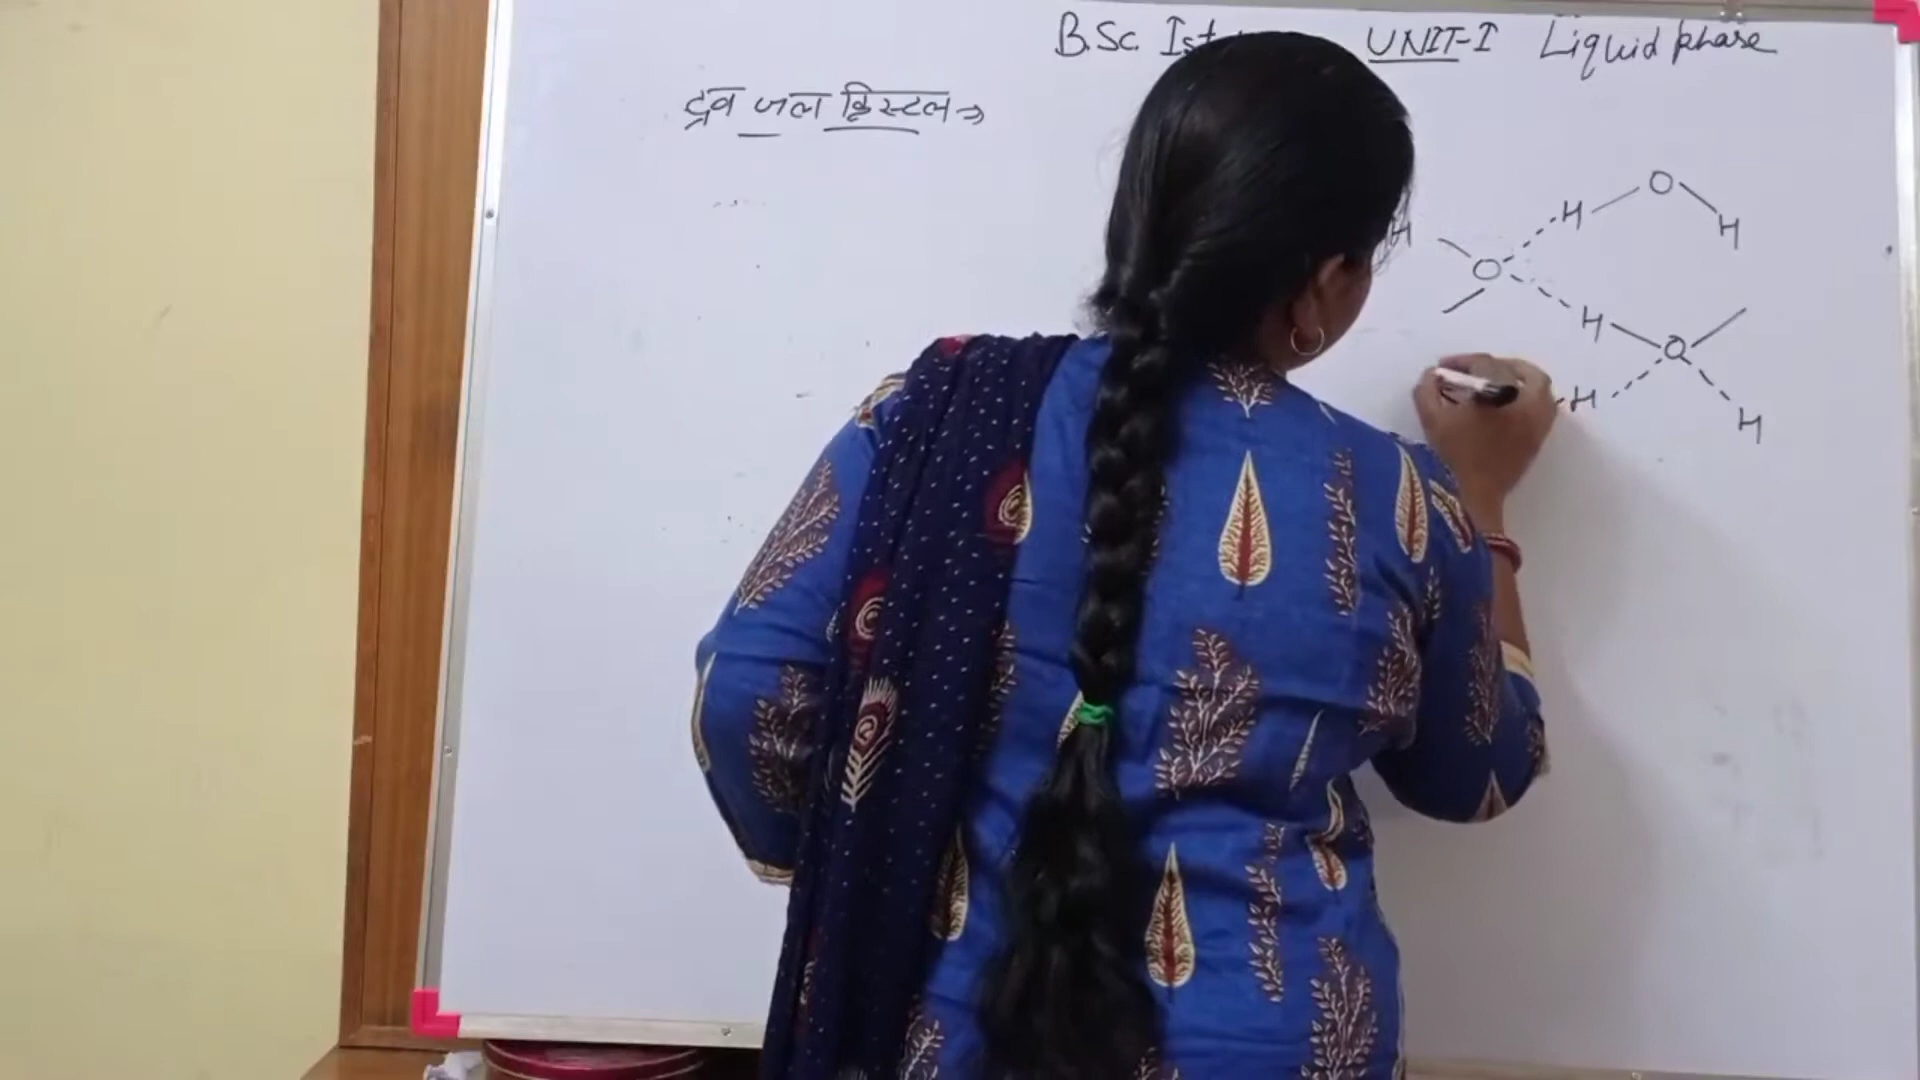 B.Sc. Ist UNIT-I Liquid phase
द्रव जल क्रिस्टल →
H O H
H O
H O
H H